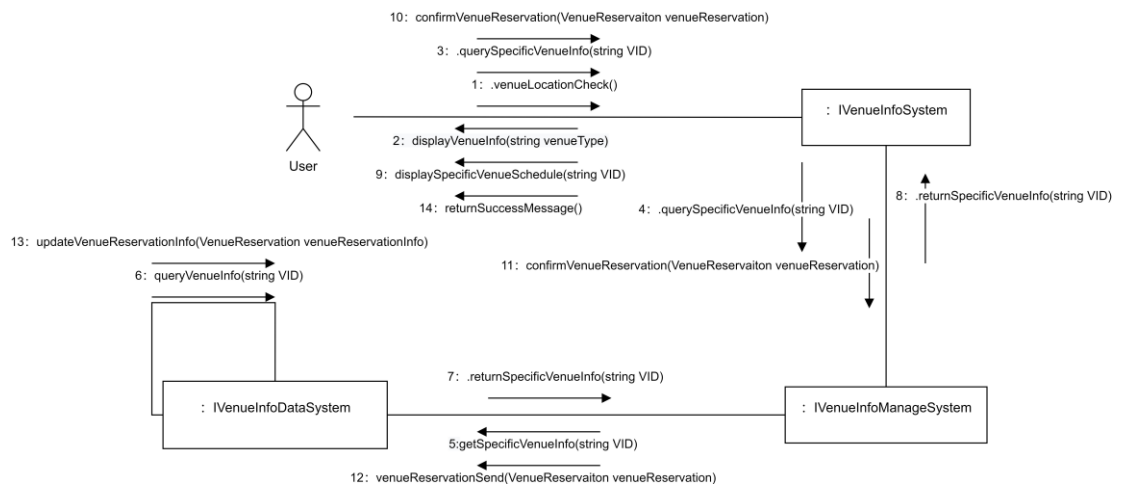 10：confirmVenueReservation(VenueReservaiton venueReservation)
3：.querySpecificVenueInfo(string VID)
1：.venueLocationCheck()
：IVenueInfoSystem
User
2：displayVenueInfo(string venueType)
9：displaySpecificVenueSchedule(string VID)
14：returnSuccessMessage()
4：.querySpecificVenueInfo(string VID)
8：.returnSpecificVenueInfo(string VID)
13：updateVenueReservationInfo(VenueReservation venueReservationInfo)
6：queryVenueInfo(string VID)
11：confirmVenueReservation(VenueReservaiton venueReservation)
7：.returnSpecificVenueInfo(string VID)
：IVenueInfoDataSystem
：IVenueInfoManageSystem
5:getSpecificVenueInfo(string VID)
12：venueReservationSend(VenueReservaiton venueReservation)